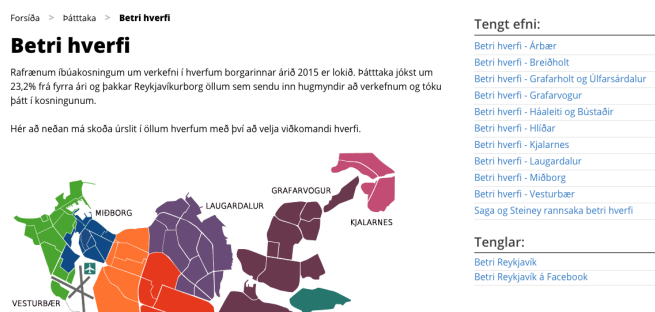 Forsíða > Þátttaka > Betri hverfi
Betri hverfi
Rafrænum íbúakosningum um verkefni í hverfum borgarinnar árið 2015 er lokið. Þátttaka jókst um
23,2% frá fyrra ári og þakkar Reykjavíkurborg öllum sem sendu inn hugmyndir að verkefnum og tóku
þátt í kosningunum.
Hér að neðan má skoða úrslit í öllum hverfum með því að velja viðkomandi hverfi.
MIÐBORG
LAUGARDALUR
GRAFARVOGUR
KJALARNES
VESTURBÆR
Tengt efni:
Betri hverfi - Árbær
Betri hverfi - Breiðholt
Betri hverfi - Grafarholt og Úlfarsárdalur
Betri hverfi - Grafarvogur
Betri hverfi - Háaleiti og Bústaðir
Betri hverfi - Hlíðar
Betri hverfi - Kjalarnes
Betri hverfi - Laugardalur
Betri hverfi - Miðborg
Betri hverfi - Vesturbær
Saga og Steiney rannsaka betri hverfi
Tenglar:
Betri Reykjavík
Betri Reykjavík á Facebook